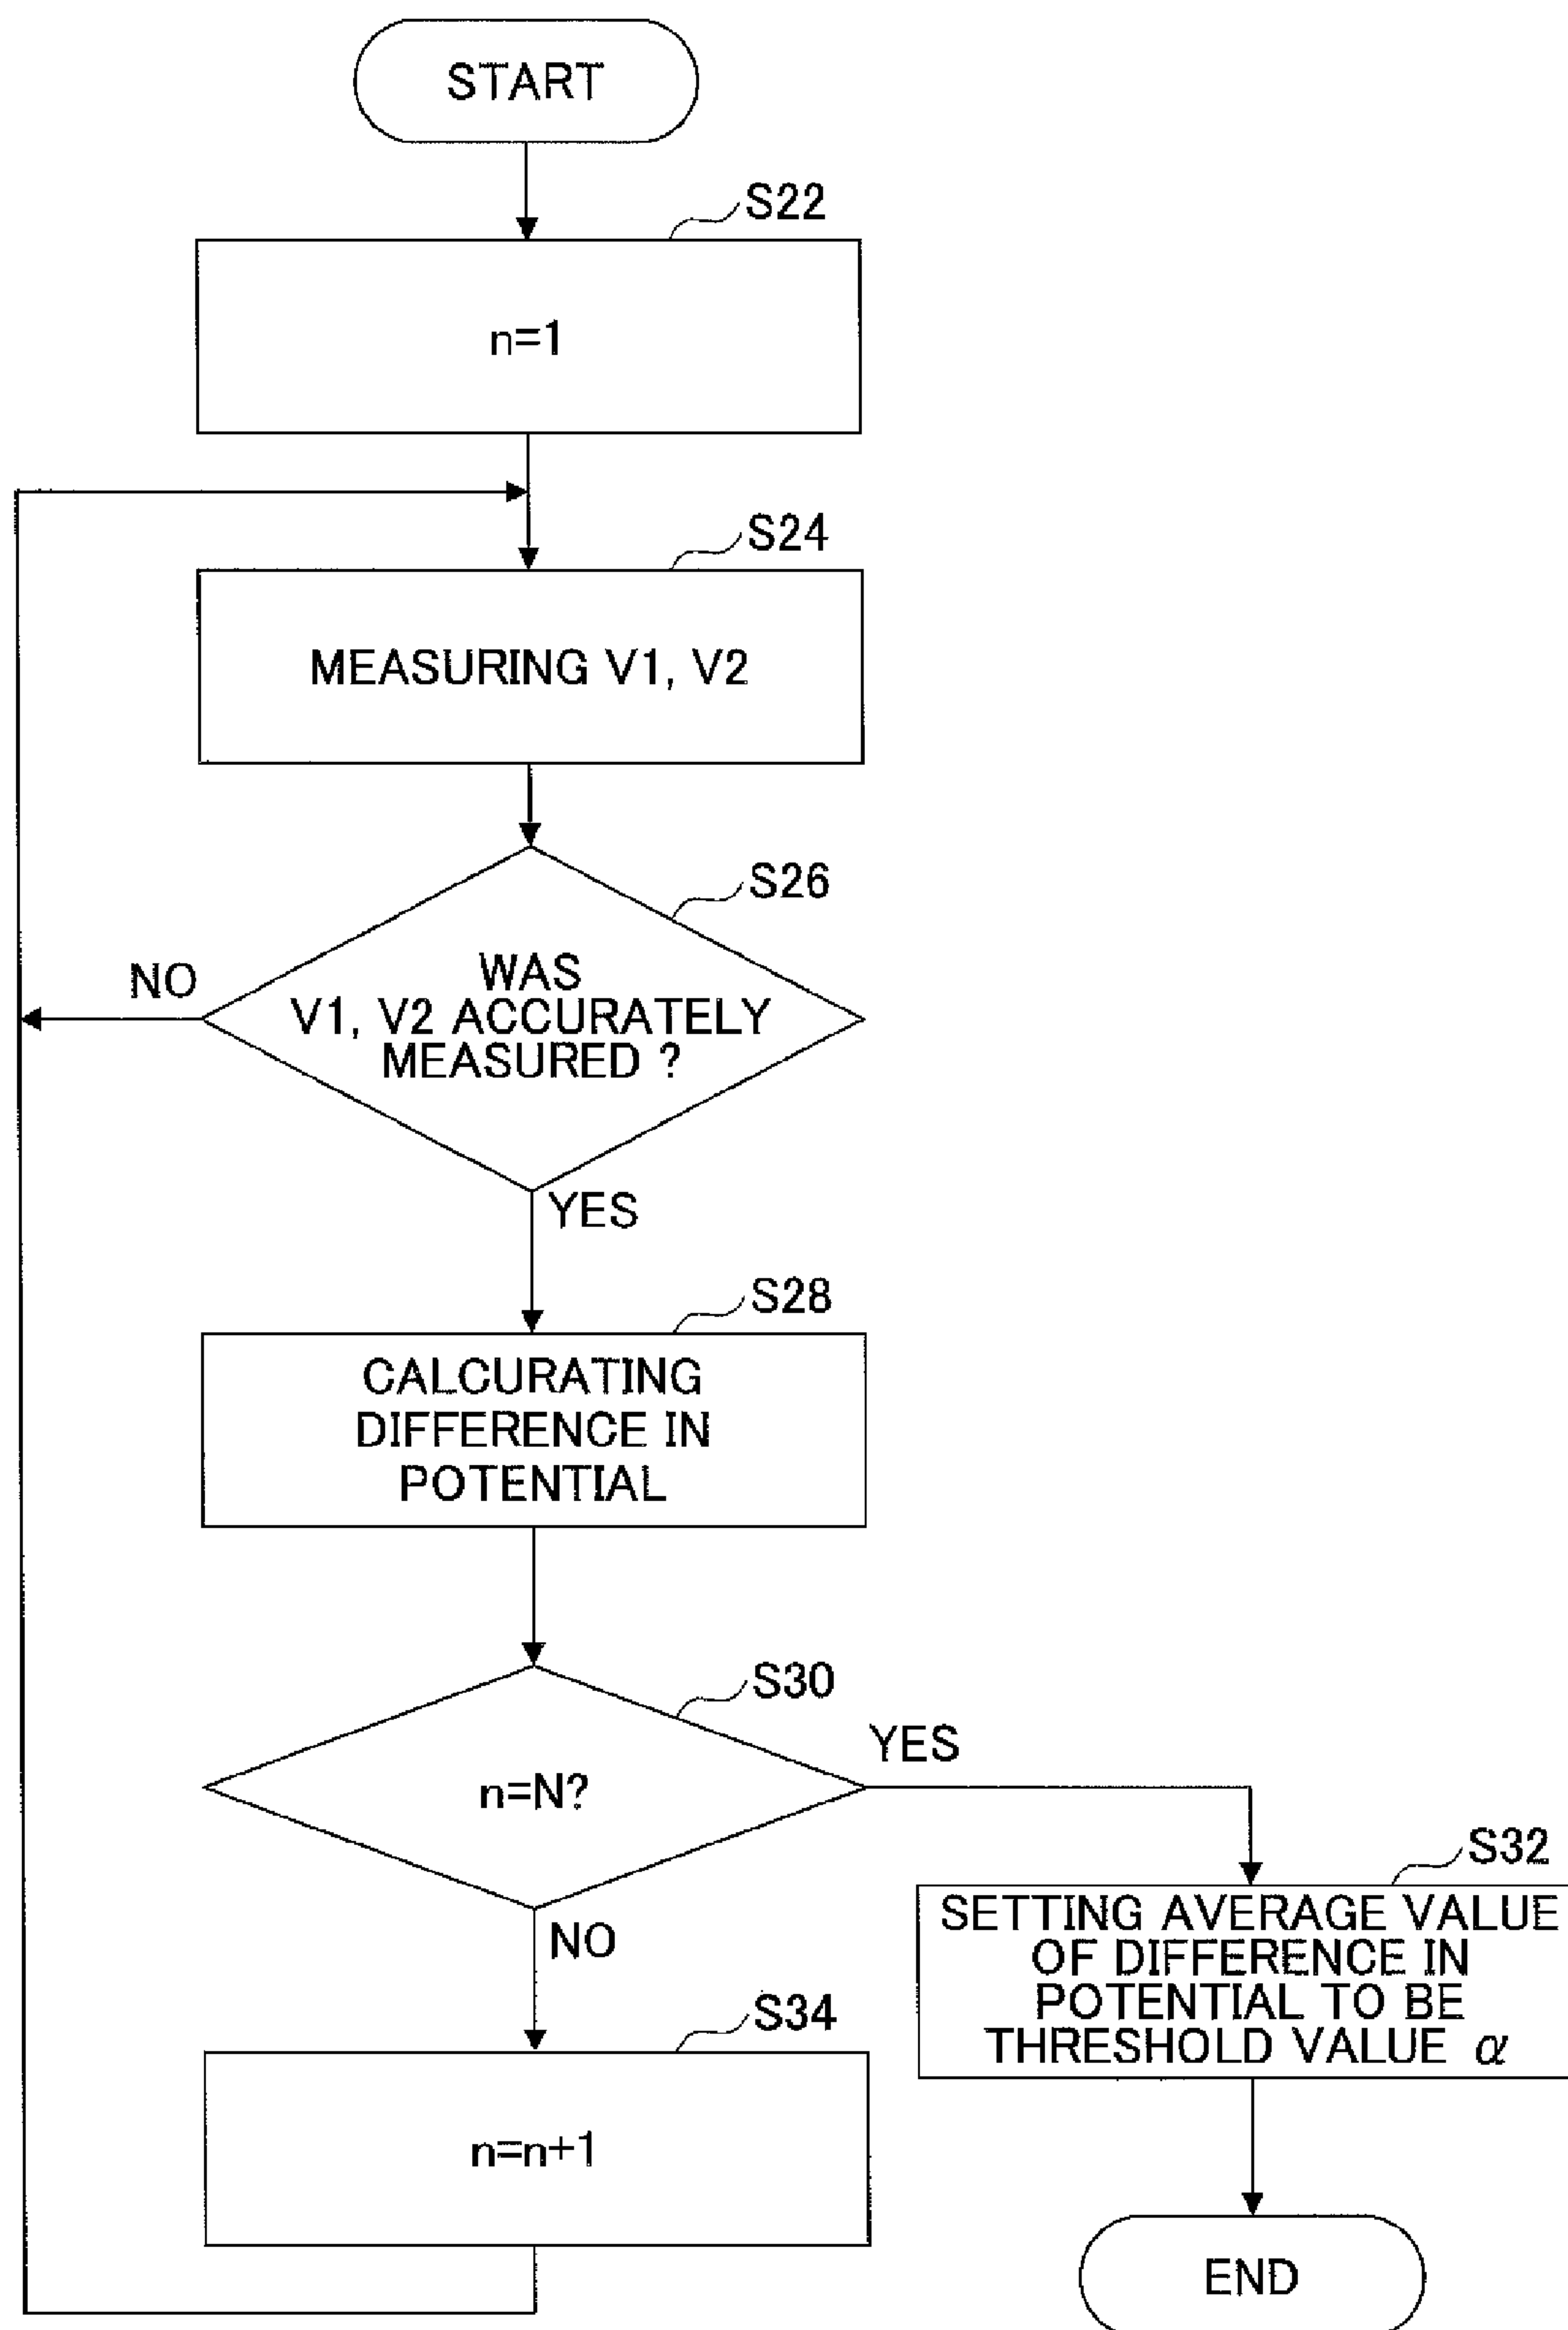 START
S22
n=1
S24
MEASURING V1, V2
S26
WAS
V1, V2 ACCURATELY
MEASURED ?
NO
YES
S28
CALCURATING
DIFFERENCE IN
POTENTIAL
S30
n=N?
YES
NO
S32
SETTING AVERAGE VALUE
OF DIFFERENCE IN
POTENTIAL TO BE
THRESHOLD VALUE α
S34
n=n+1
END